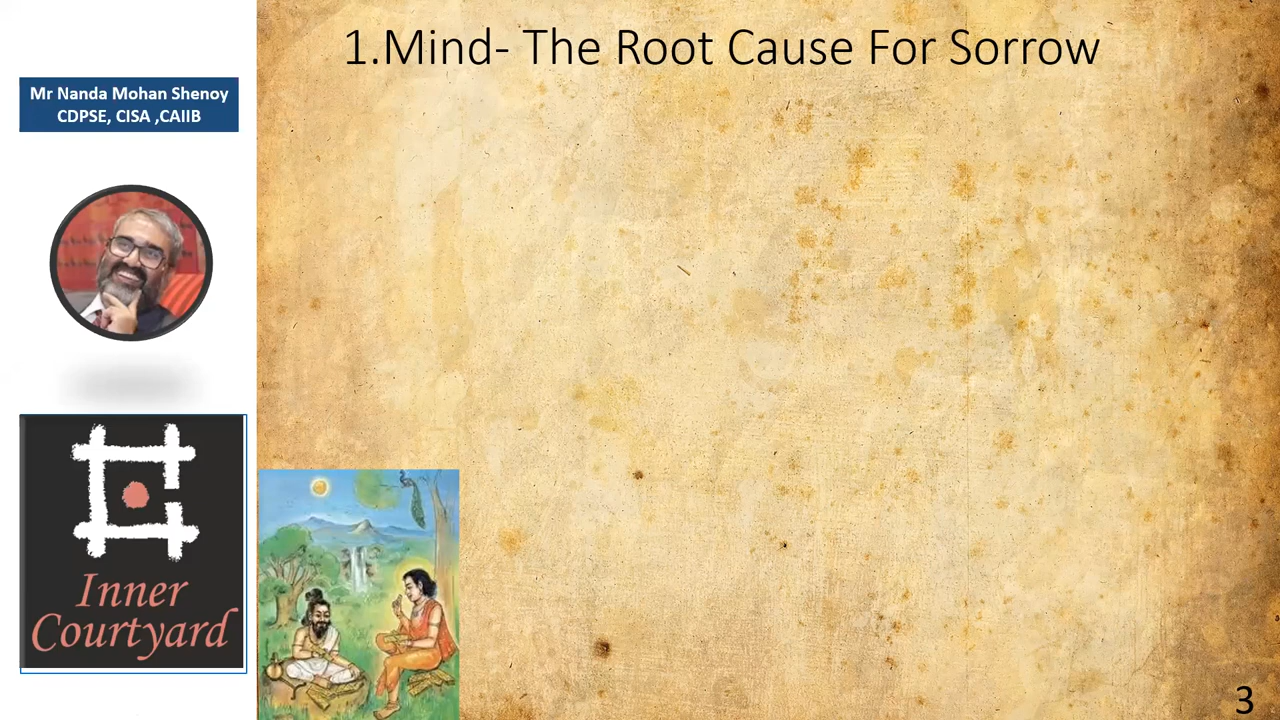 1.Mind- The Root Cause For Sorrow
Mr Nanda Mohan Shenoy
CDPSE, CISA ,CAIIB
Inner
Courtyard
3